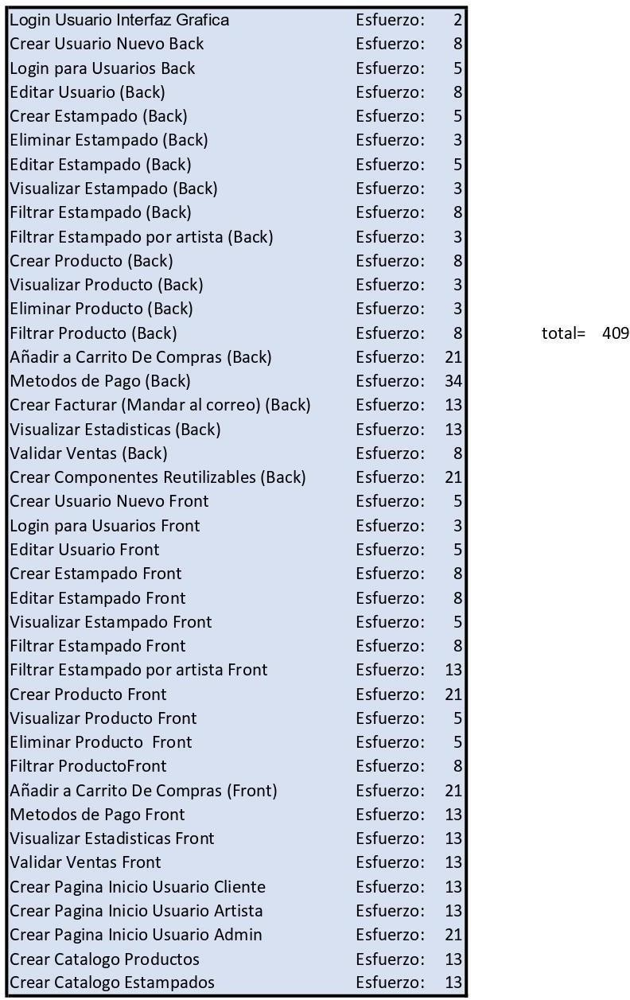 Login Usuario Interfaz Grafica Esfuerzo: 2
Crear Usuario Nuevo Back Esfuerzo: 8
Login para Usuarios Back Esfuerzo: 5
Editar Usuario (Back) Esfuerzo: 8
Crear Estampado (Back) Esfuerzo: 5
Eliminar Estampado (Back) Esfuerzo: 3
Editar Estampado (Back) Esfuerzo: 5
Visualizar Estampado (Back) Esfuerzo: 3
Filtrar Estampado (Back) Esfuerzo: 8
Filtrar Estampado por artista (Back) Esfuerzo: 3
Crear Producto (Back) Esfuerzo: 8
Visualizar Producto (Back) Esfuerzo: 3
Eliminar Producto (Back) Esfuerzo: 3
Filtrar Producto (Back) Esfuerzo: 8 total= 409
Añadir a Carrito De Compras (Back) Esfuerzo: 21
Metodos de Pago (Back) Esfuerzo: 34
Crear Facturar (Mandar al correo) (Back) Esfuerzo: 13
Visualizar Estadisticas (Back) Esfuerzo: 13
Validar Ventas (Back) Esfuerzo: 8
Crear Componentes Reutilizables (Back) Esfuerzo: 21
Crear Usuario Nuevo Front Esfuerzo: 5
Login para Usuarios Front Esfuerzo: 3
Editar Usuario Front Esfuerzo: 5
Crear Estampado Front Esfuerzo: 8
Editar Estampado Front Esfuerzo: 8
Visualizar Estampado Front Esfuerzo: 5
Filtrar Estampado Front Esfuerzo: 8
Filtrar Estampado por artista Front Esfuerzo: 13
Crear Producto Front Esfuerzo: 21
Visualizar Producto Front Esfuerzo: 5
Eliminar Producto  Front Esfuerzo: 5
Filtrar ProductoFront Esfuerzo: 8
Añadir a Carrito De Compras (Front) Esfuerzo: 21
Metodos de Pago Front Esfuerzo: 13
Visualizar Estadisticas Front Esfuerzo: 13
Validar Ventas Front Esfuerzo: 13
Crear Pagina Inicio Usuario Cliente Esfuerzo: 13
Crear Pagina Inicio Usuario Artista Esfuerzo: 13
Crear Pagina Inicio Usuario Admin Esfuerzo: 21
Crear Catalogo Productos Esfuerzo: 13
Crear Catalogo Estampados Esfuerzo: 13